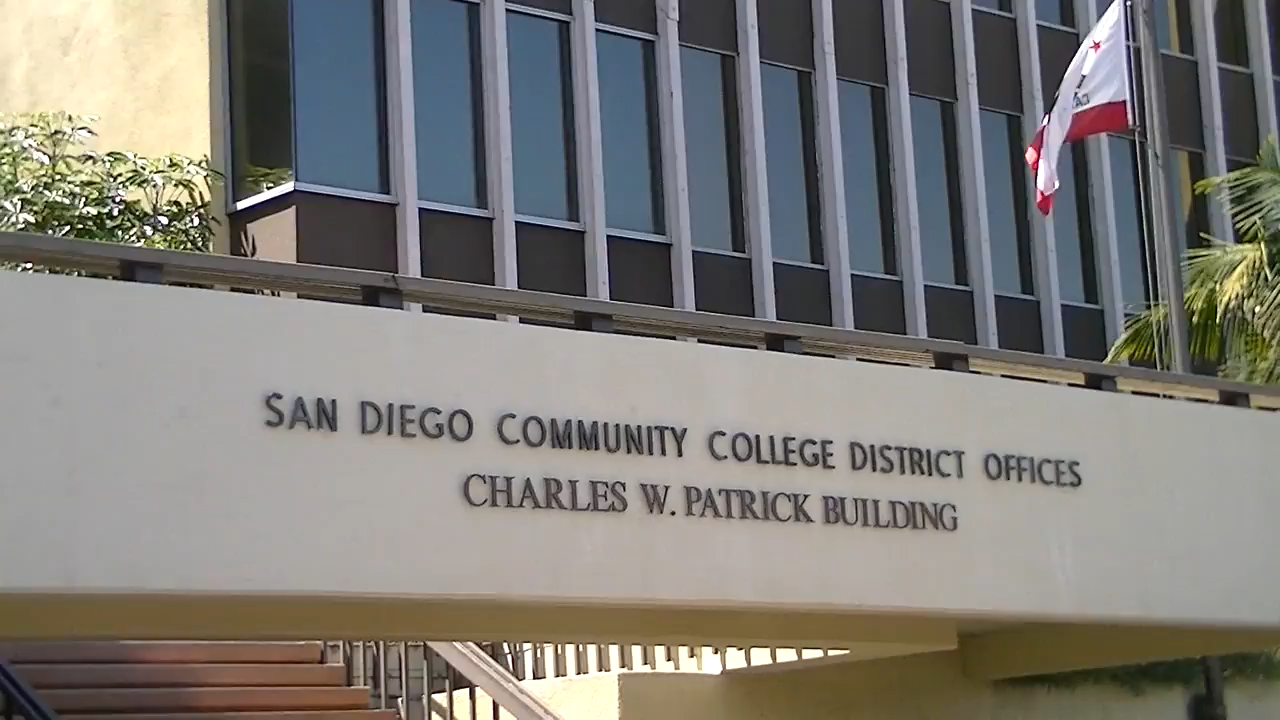 SAN DIEGO COMMUNITY COLLEGE DISTRICT OFFICES
CHARLES W. PATRICK BUILDING